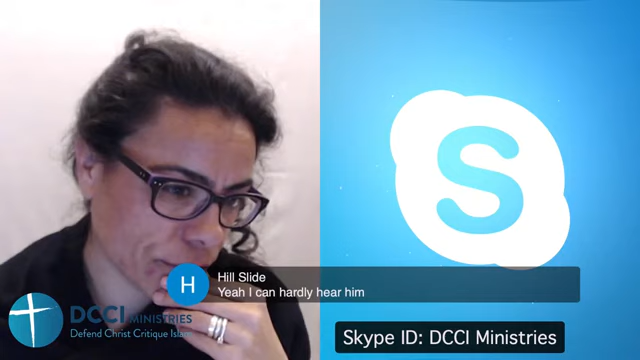 S
H
Hill Slide
Yeah I can hardly hear him
DCCI
MINISTRIES
Defend Christ Critique Islam
Skype ID: DCCI Ministries